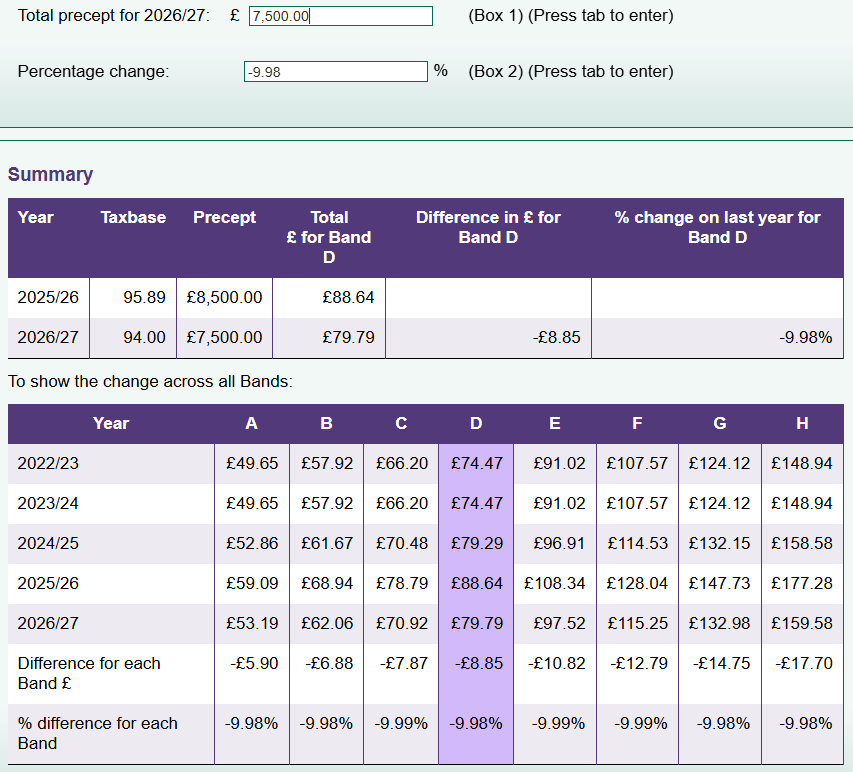 Total precept for 2026/27: £ 7,500.00 (Box 1) (Press tab to enter)
Percentage change: -9.98 % (Box 2) (Press tab to enter)
Summary
Year Taxbase Precept Total £ for Band D Difference in £ for Band D % change on last year for Band D
2025/26 95.89 £8,500.00 £88.64
2026/27 94.00 £7,500.00 £79.79 -£8.85 -9.98%
To show the change across all Bands:
Year A B C D E F G H
2022/23 £49.65 £57.92 £66.20 £74.47 £91.02 £107.57 £124.12 £148.94
2023/24 £49.65 £57.92 £66.20 £74.47 £91.02 £107.57 £124.12 £148.94
2024/25 £52.86 £61.67 £70.48 £79.29 £96.91 £114.53 £132.15 £158.58
2025/26 £59.09 £68.94 £78.79 £88.64 £108.34 £128.04 £147.73 £177.28
2026/27 £53.19 £62.06 £70.92 £79.79 £97.52 £115.25 £132.98 £159.58
Difference for each Band £ -£5.90 -£6.88 -£7.87 -£8.85 -£10.82 -£12.79 -£14.75 -£17.70
% difference for each Band -9.98% -9.98% -9.99% -9.98% -9.99% -9.99% -9.98% -9.98%